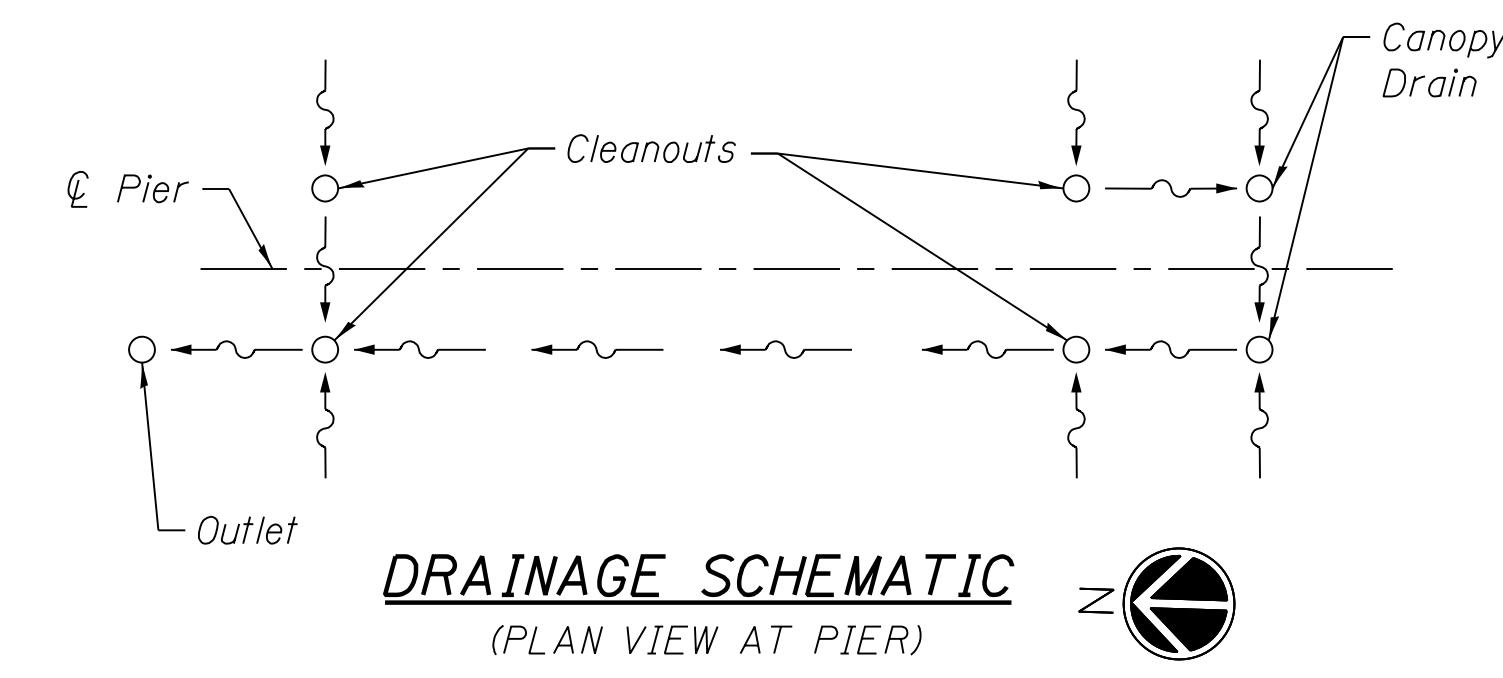 Canopy
Drain
Cleanouts
℄ Pier
Outlet
DRAINAGE SCHEMATIC
(PLAN VIEW AT PIER)
N